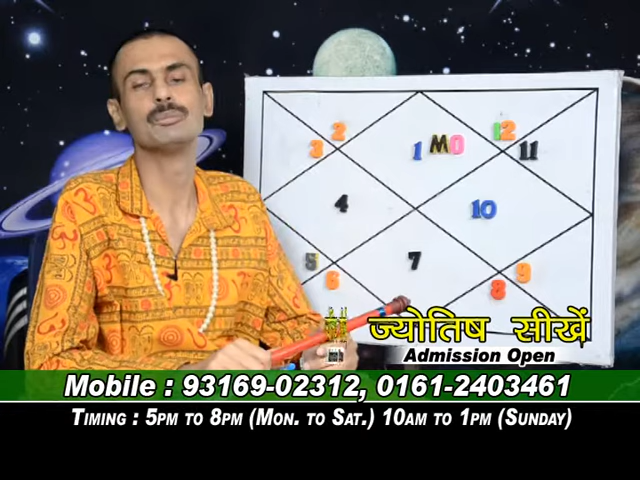 2
3
1 MO
12
11
4
10
5
6
7
8
9
ज्योतिष सीखें
Admission Open
Mobile : 93169-02312, 0161-2403461
TIMING : 5PM TO 8PM (MON. TO SAT.) 10AM TO 1PM (SUNDAY)